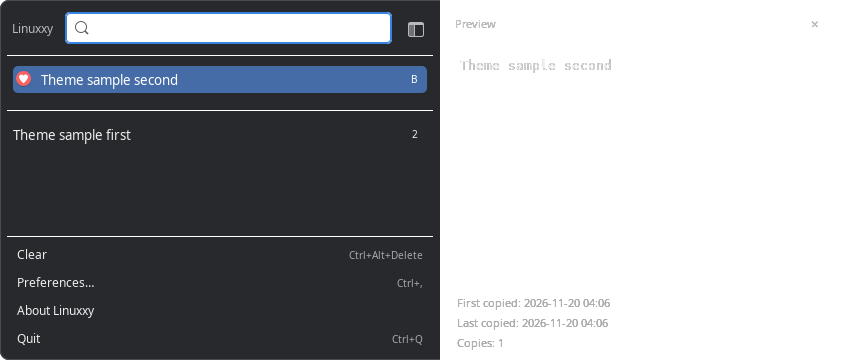 Linuxxy
Theme sample second B
Theme sample first 2
Clear Ctrl+Alt+Delete
Preferences... Ctrl+,
About Linuxxy
Quit Ctrl+Q
Preview ×
Theme sample second
First copied: 2026-11-20 04:06
Last copied: 2026-11-20 04:06
Copies: 1